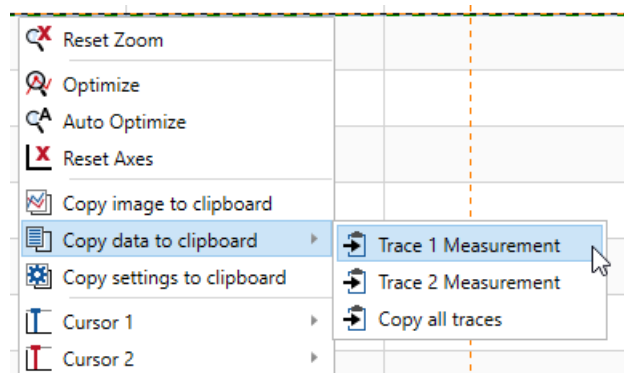 Reset Zoom
Optimize
Auto Optimize
Reset Axes
Copy image to clipboard
Copy data to clipboard
Trace 1 Measurement
Copy settings to clipboard
Trace 2 Measurement
Cursor 1
Copy all traces
Cursor 2